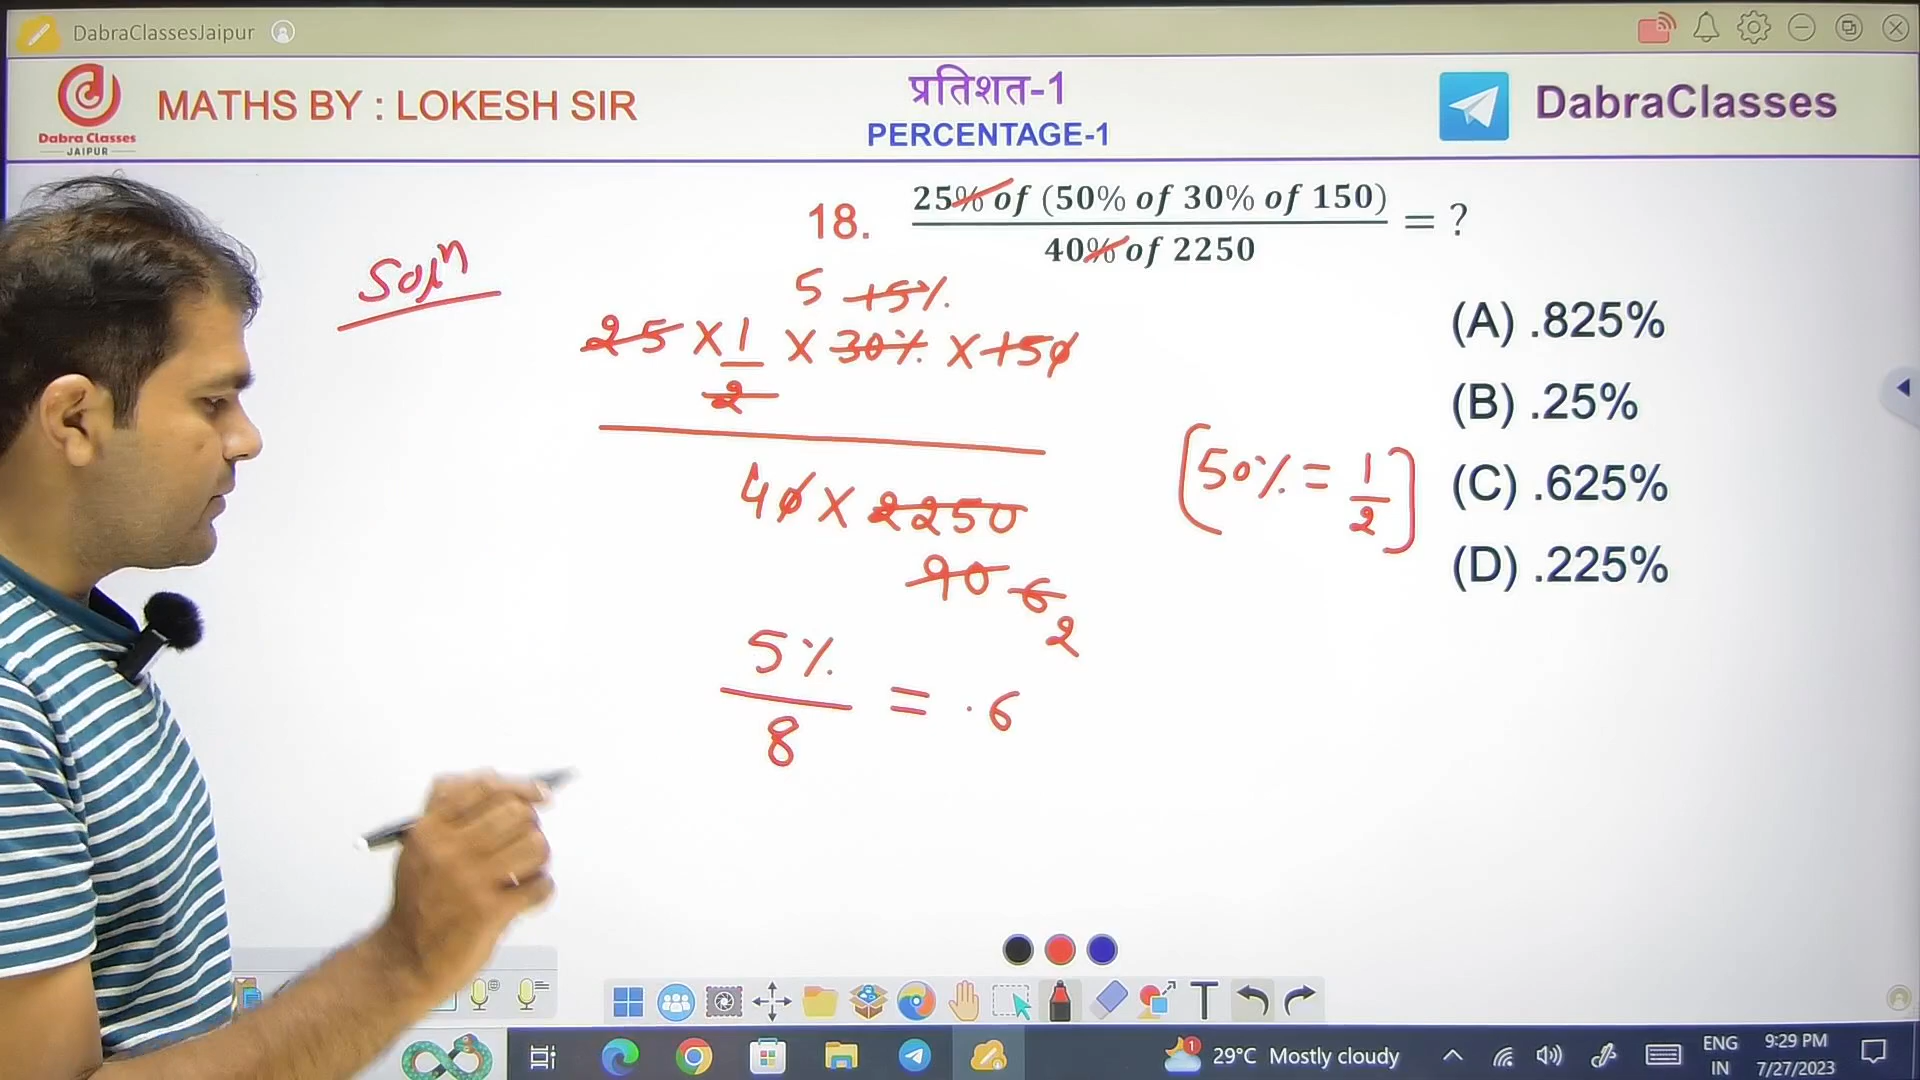 DabraClassesJaipur
Dabra Classes
JAIPUR
MATHS BY : LOKESH SIR
प्रतिशत-1
PERCENTAGE-1
DabraClasses
18. 25% of (50% of 30% of 150)
40% of 2250
= ?
Solⁿ
5 15%
25 X 1 X 30% X 150
2
40 X 2250
90 6
2
[50% = 1
2]
5%
8
= .6
(A) .825%
(B) .25%
(C) .625%
(D) .225%
T
1
29°C Mostly cloudy
ENG
IN
9:29 PM
7/27/2023